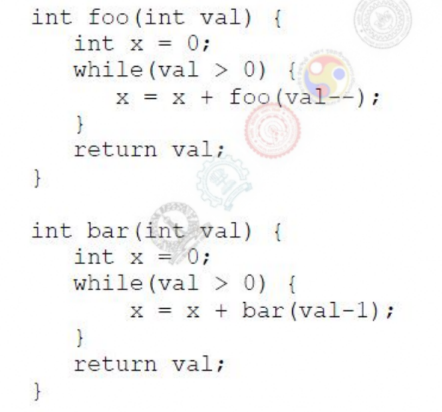 int foo(int val) {
int x = 0;
while(val > 0) {
x = x + foo(val--);
}
return val;
}
int bar(int val) {
int x = 0;
while(val > 0) {
x = x + bar(val-1);
}
return val;
}